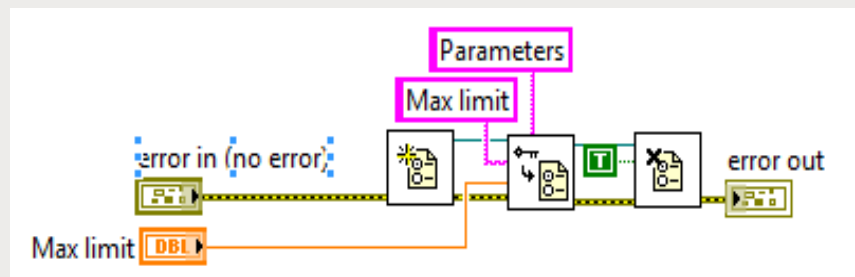 Parameters
Max limit
error in (no error)
T
error out
Max limit
DBL